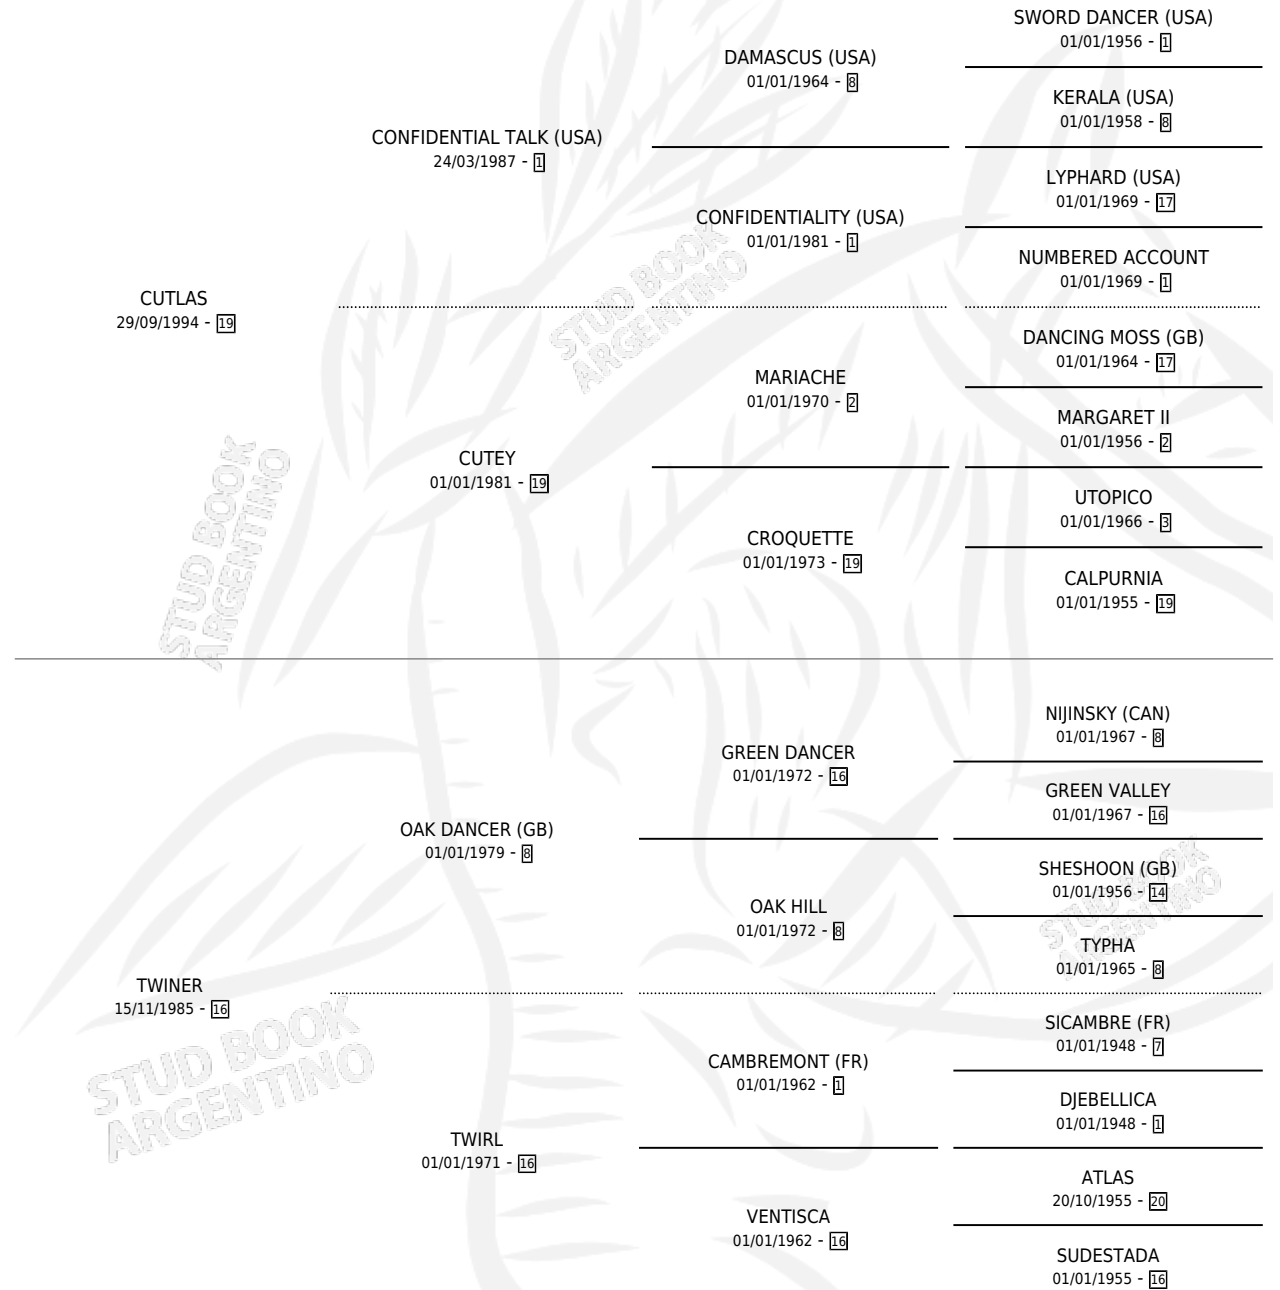 SWORD DANCER (USA)
01/01/1956 - 1
DAMASCUS (USA)
01/01/1964 - 8
KERALA (USA)
01/01/1958 - 8
CONFIDENTIAL TALK (USA)
24/03/1987 - 1
LYPHARD (USA)
01/01/1969 - 17
CONFIDENTIALITY (USA)
01/01/1981 - 1
NUMBERED ACCOUNT
01/01/1969 - 1
CUTLAS
29/09/1994 - 19
STUD BOOK
ARGENTINO
DANCING MOSS (GB)
01/01/1964 - 17
MARIACHE
01/01/1970 - 2
MARGARET II
01/01/1956 - 2
CUTEY
01/01/1981 - 19
UTOPICO
01/01/1966 - 3
CROQUETTE
01/01/1973 - 19
CALPURNIA
01/01/1955 - 19
STUD BOOK
ARGENTINO
NIJINSKY (CAN)
01/01/1967 - 8
GREEN DANCER
01/01/1972 - 16
GREEN VALLEY
01/01/1967 - 16
OAK DANCER (GB)
01/01/1979 - 8
SHESHOON (GB)
01/01/1956 - 14
OAK HILL
01/01/1972 - 8
STUD BOOK
ARGENTINO
TYPHA
01/01/1965 - 8
TWINER
15/11/1985 - 16
SICAMBRE (FR)
01/01/1948 - 7
CAMBREMONT (FR)
01/01/1962 - 1
STUD BOOK
ARGENTINO
DJEBELLICA
01/01/1948 - 1
TWIRL
01/01/1971 - 16
ATLAS
20/10/1955 - 20
VENTISCA
01/01/1962 - 16
SUDESTADA
01/01/1955 - 16